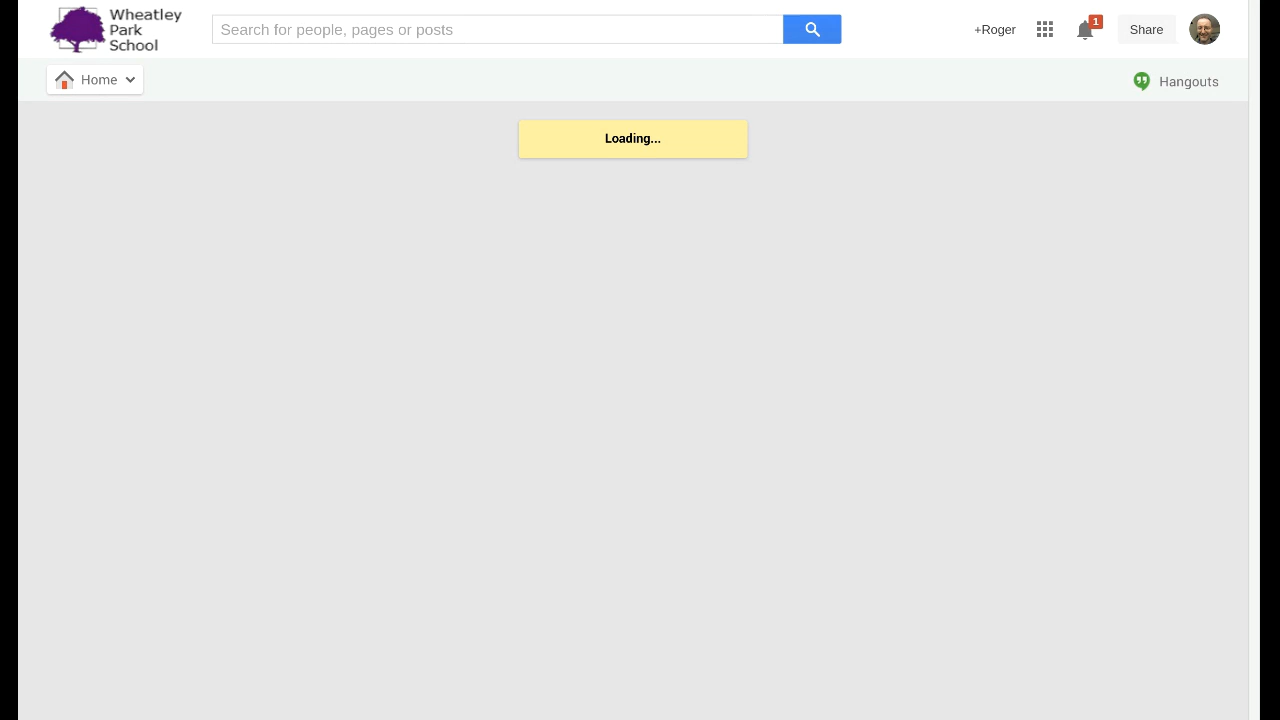 Wheatley
Park
School
Search for people, pages or posts
+Roger
1
Share
Home
Hangouts
Loading...